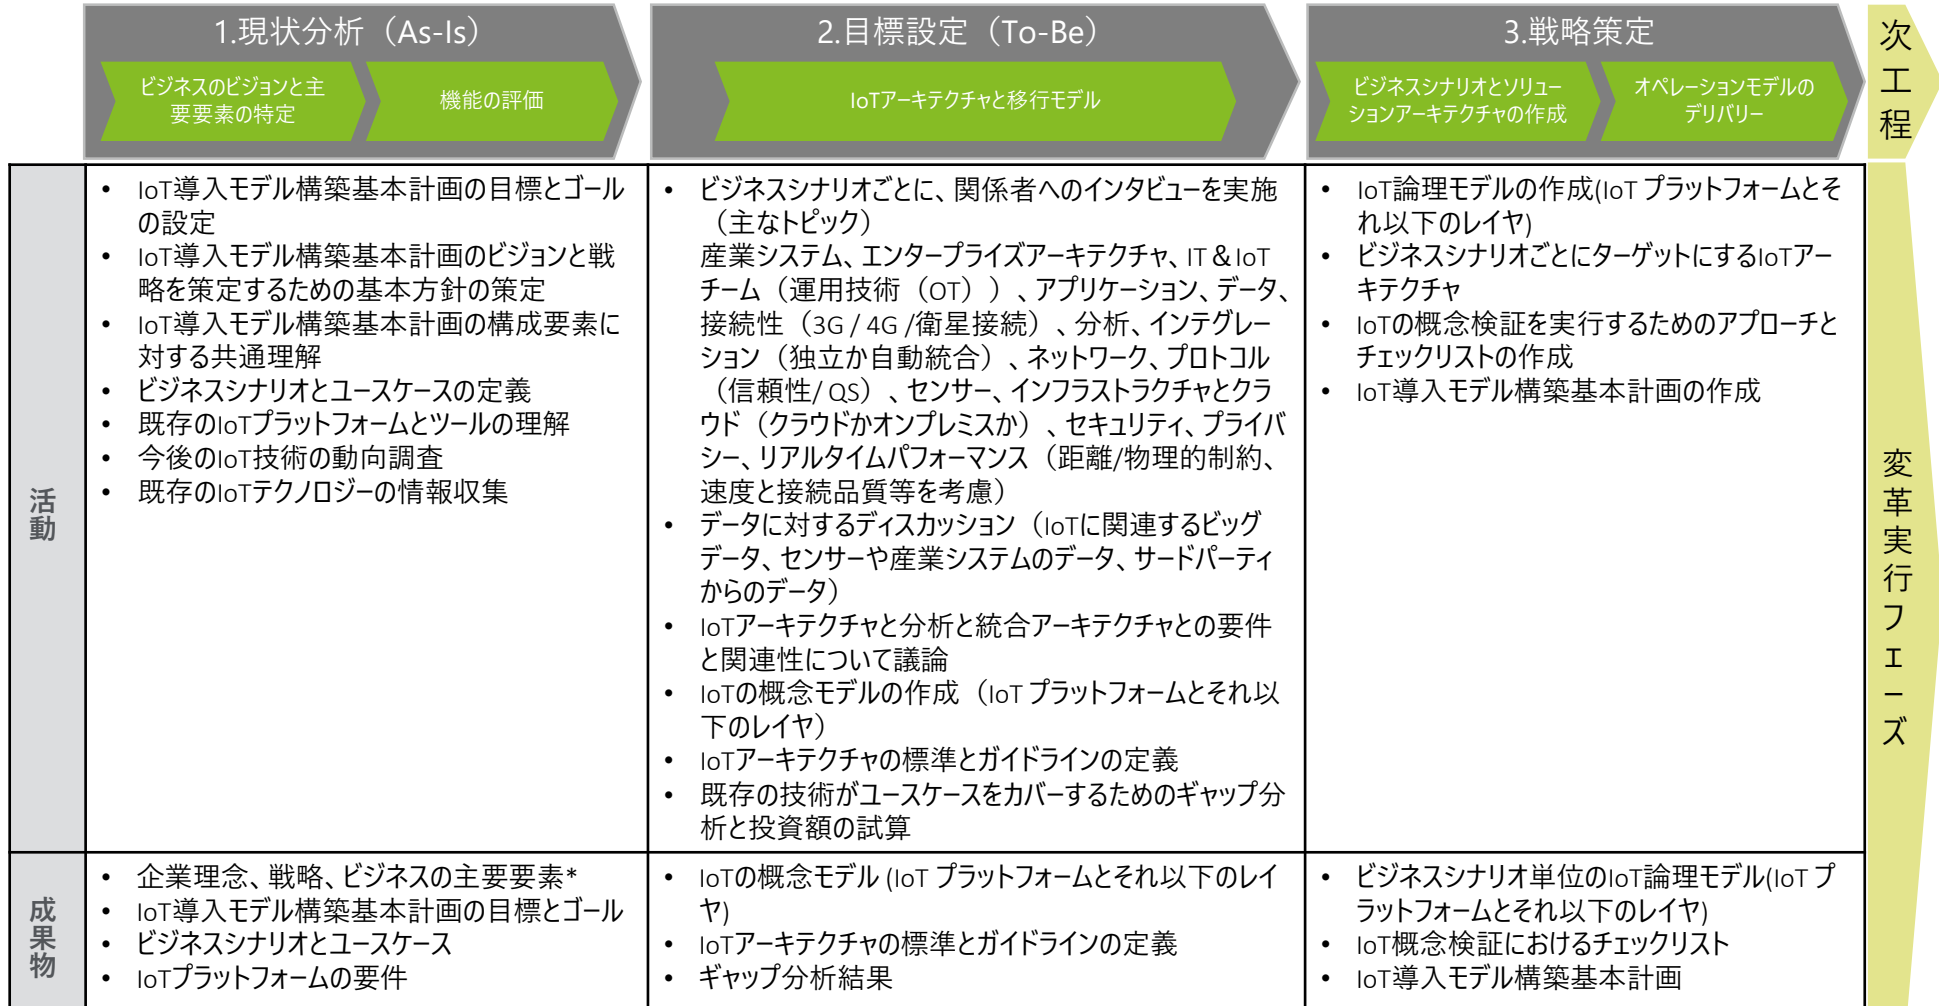 1.現状分析（As-Is）
ビジネスのビジョンと主
要要素の特定
機能の評価
2.目標設定（To-Be）
IoTアーキテクチャと移行モデル
3.戦略策定
ビジネスシナリオとソリュー
ションアーキテクチャの作成
オペレーションモデルの
デリバリー
次工程
活動
• IoT導入モデル構築基本計画の目標とゴール
の設定
• IoT導入モデル構築基本計画のビジョンと戦
略を策定するための基本方針の策定
• IoT導入モデル構築基本計画の構成要素に
対する共通理解
• ビジネスシナリオとユースケースの定義
• 既存のIoTプラットフォームとツールの理解
• 今後のIoT技術の動向調査
• 既存のIoTテクノロジーの情報収集
• ビジネスシナリオごとに、関係者へのインタビューを実施
（主なトピック）
産業システム、エンタープライズアーキテクチャ、IT＆IoT
チーム（運用技術（OT））、アプリケーション、データ、
接続性（3G / 4G /衛星接続）、分析、インテグレー
ション（独立か自動統合）、ネットワーク、プロトコル
（信頼性/ QS）、センサー、インフラストラクチャとクラ
ウド（クラウドかオンプレミスか）、セキュリティ、プライバ
シー、リアルタイムパフォーマンス（距離/物理的制約、
速度と接続品質等を考慮）
• データに対するディスカッション（IoTに関連するビッグ
データ、センサーや産業システムのデータ、サードパーティ
からのデータ）
• IoTアーキテクチャと分析と統合アーキテクチャとの要件
と関連性について議論
• IoTの概念モデルの作成（IoT プラットフォームとそれ以
下のレイヤ）
• IoTアーキテクチャの標準とガイドラインの定義
• 既存の技術がユースケースをカバーするためのギャップ分
析と投資額の試算
• IoT論理モデルの作成(IoT プラットフォームとそ
れ以下のレイヤ)
• ビジネスシナリオごとにターゲットにするIoTアー
キテクチャ
• IoTの概念検証を実行するためのアプローチと
チェックリストの作成
• IoT導入モデル構築基本計画の作成
変革実行フェーズ
成果物
• 企業理念、戦略、ビジネスの主要要素*
• IoT導入モデル構築基本計画の目標とゴール
• ビジネスシナリオとユースケース
• IoTプラットフォームの要件
• IoTの概念モデル (IoT プラットフォームとそれ以下のレイ
ヤ)
• IoTアーキテクチャの標準とガイドラインの定義
• ギャップ分析結果
• ビジネスシナリオ単位のIoT論理モデル(IoT プ
ラットフォームとそれ以下のレイヤ)
• IoT概念検証におけるチェックリスト
• IoT導入モデル構築基本計画